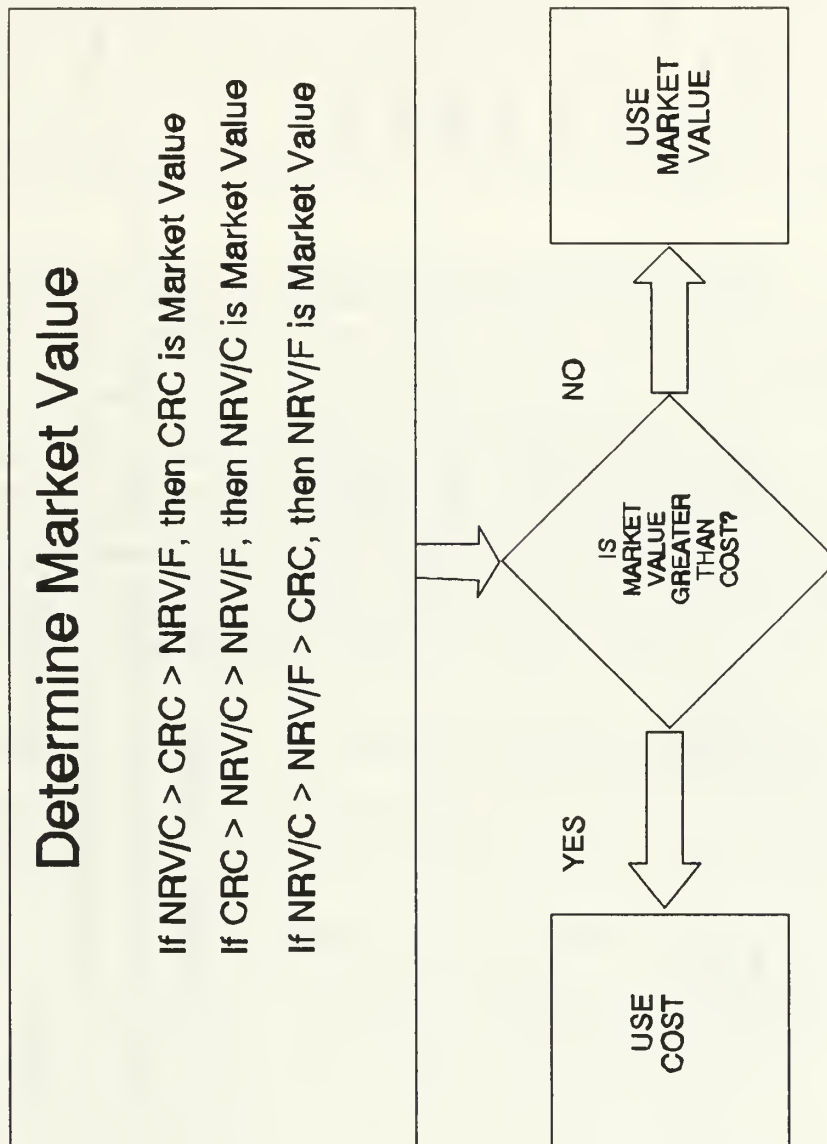 Determine Market Value
If NRV/C > CRC > NRV/F, then CRC is Market Value
If CRC > NRV/C > NRV/F, then NRV/C is Market Value
If NRV/C > NRV/F > CRC, then NRV/F is Market Value
IS
MARKET
VALUE
GREATER
THAN
COST?
YES
NO
USE
COST
USE
MARKET
VALUE